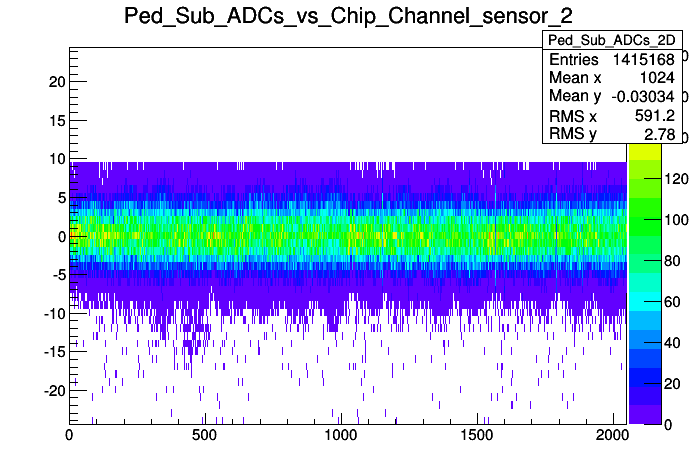 Ped_Sub_ADCs_vs_Chip_Channel_sensor_2
Ped_Sub_ADCs_2D
Entries 1415168
Mean x 1024
Mean y -0.03034
RMS x 591.2
RMS y 2.78
20
15
10
5
0
-5
-10
-15
-20
0 500 1000 1500 2000
120
100
80
60
40
20
0